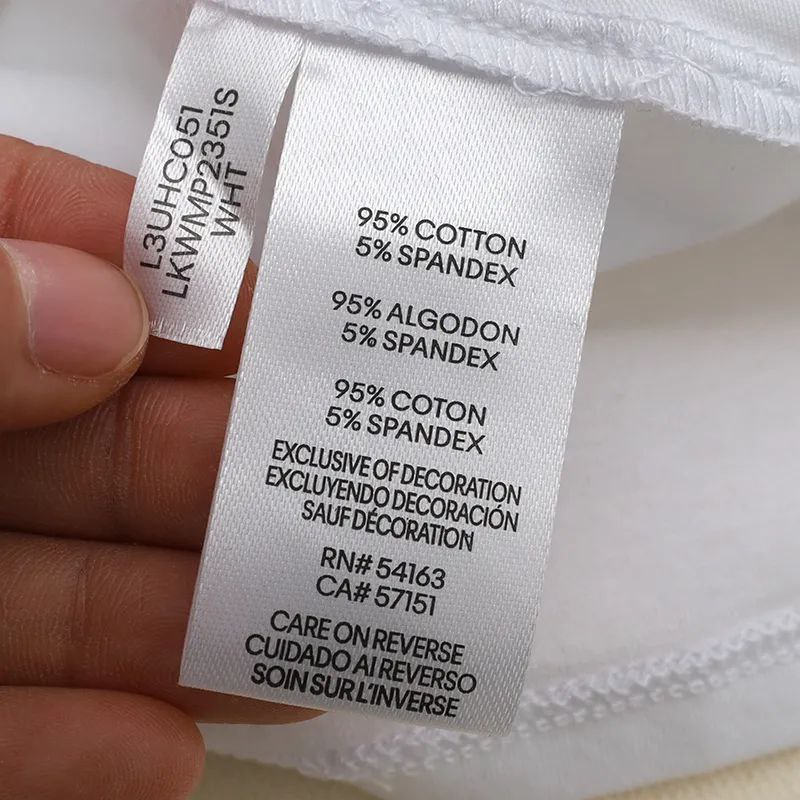 L3UHC051
LKWMP2351S
WHT
95% COTTON
5% SPANDEX
95% ALGODON
5% SPANDEX
95% COTON
5% SPANDEX
EXCLUSIVE OF DECORATION
EXCLUYENDO DECORACIÓN
SAUF DÉCORATION
RN# 54163
CA# 57151
CARE ON REVERSE
CUIDADO AI REVERSO
SOIN SUR L'INVERSE